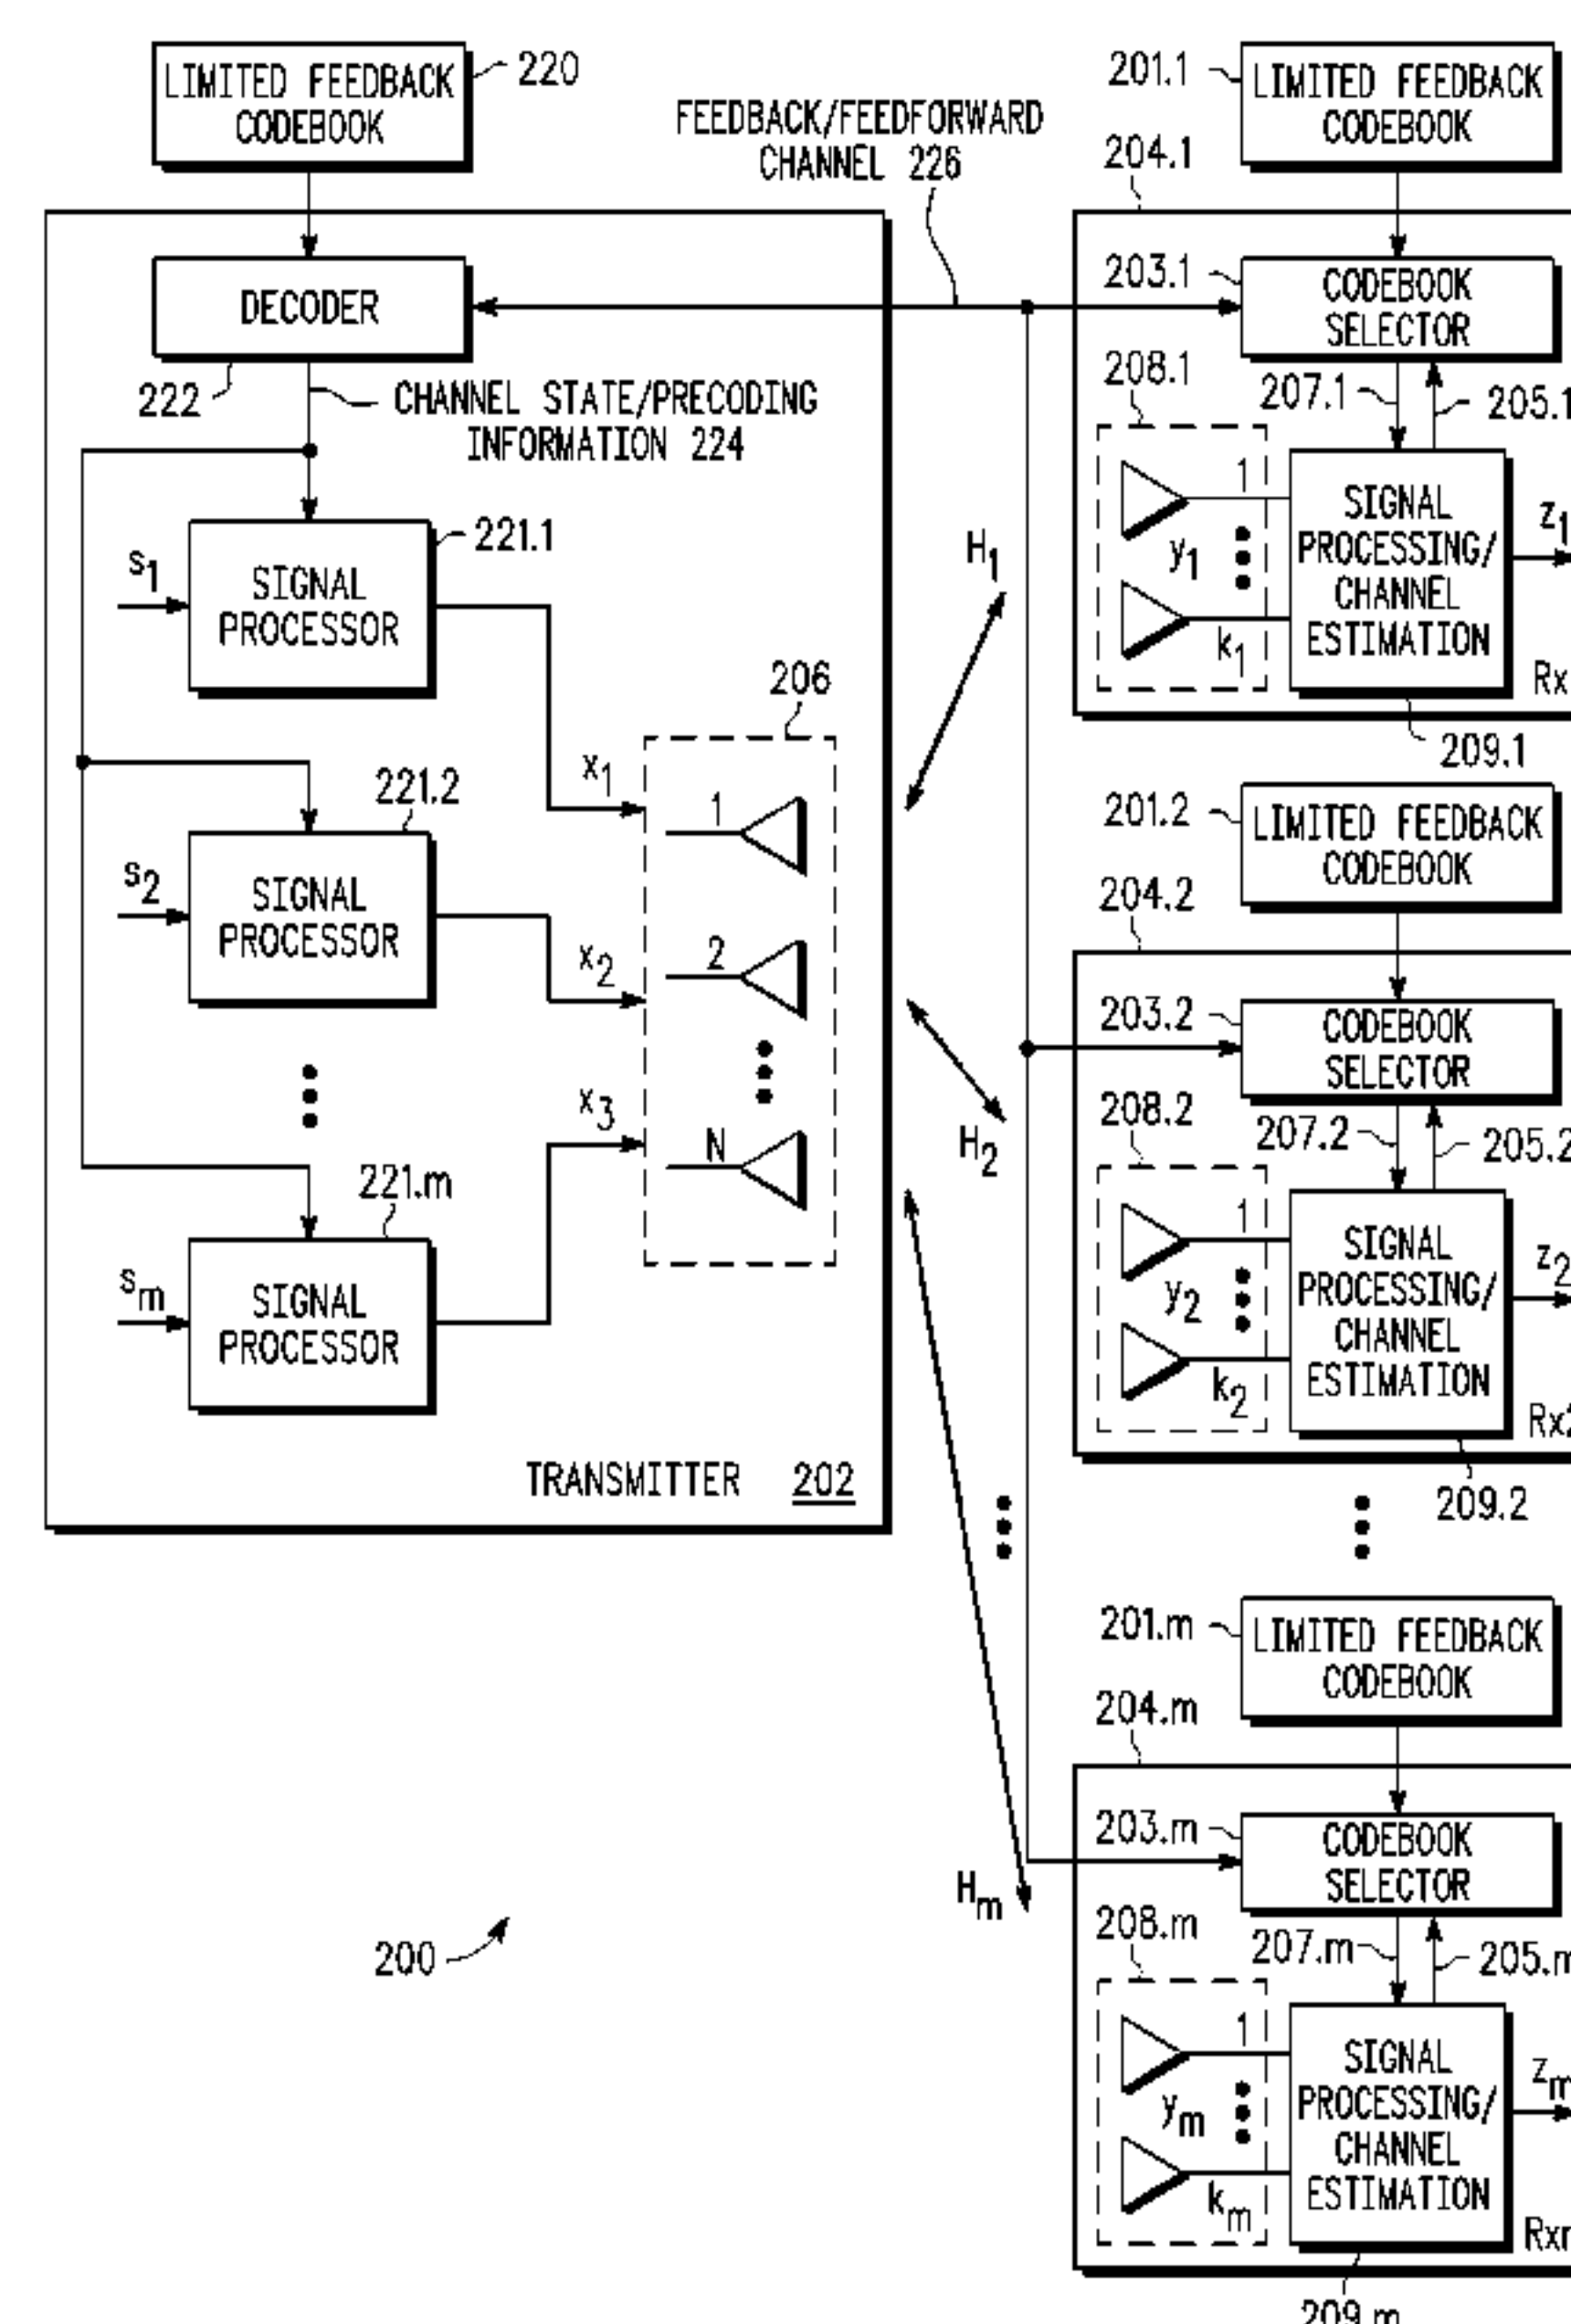 LIMITED FEEDBACK
CODEBOOK
220
FEEDBACK/FEEDFORWARD
CHANNEL 226
DECODER
222
CHANNEL STATE/PRECODING
INFORMATION 224
s1
SIGNAL
PROCESSOR
221.1
s2
SIGNAL
PROCESSOR
221.2
sm
SIGNAL
PROCESSOR
221.m
x1
x2
x3
206
1
2
N
TRANSMITTER 202
H1
H2
Hm
200
201.1
LIMITED FEEDBACK
CODEBOOK
204.1
203.1
CODEBOOK
SELECTOR
208.1
207.1
205.1
1
y1
k1
SIGNAL
PROCESSING/
CHANNEL
ESTIMATION
z1
Rx
209.1
201.2
LIMITED FEEDBACK
CODEBOOK
204.2
203.2
CODEBOOK
SELECTOR
208.2
207.2
205.2
1
y2
k2
SIGNAL
PROCESSING/
CHANNEL
ESTIMATION
z2
Rx2
209.2
201.m
LIMITED FEEDBACK
CODEBOOK
204.m
203.m
CODEBOOK
SELECTOR
208.m
207.m
205.m
1
ym
km
SIGNAL
PROCESSING/
CHANNEL
ESTIMATION
zm
209.m